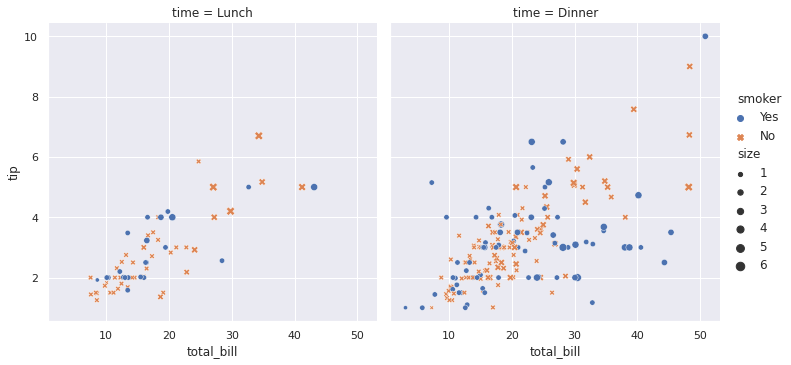 time = Lunch
time = Dinner
10
8
6
4
2
tip
10 20 30 40 50
10 20 30 40 50
total_bill
total_bill
smoker
Yes
No
size
1
2
3
4
5
6